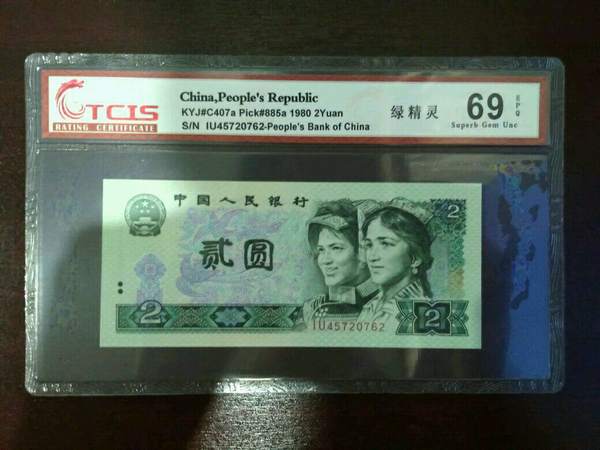 TCIS
RATING CERTIFICATE
China,People's Republic
KYJ#C407a Pick#885a 1980 2Yuan
S/N IU45720762-People's Bank of China
绿精灵
69
EPQ
Superb Gem Unc
中国人民银行
贰圆
2
2
IU45720762
2